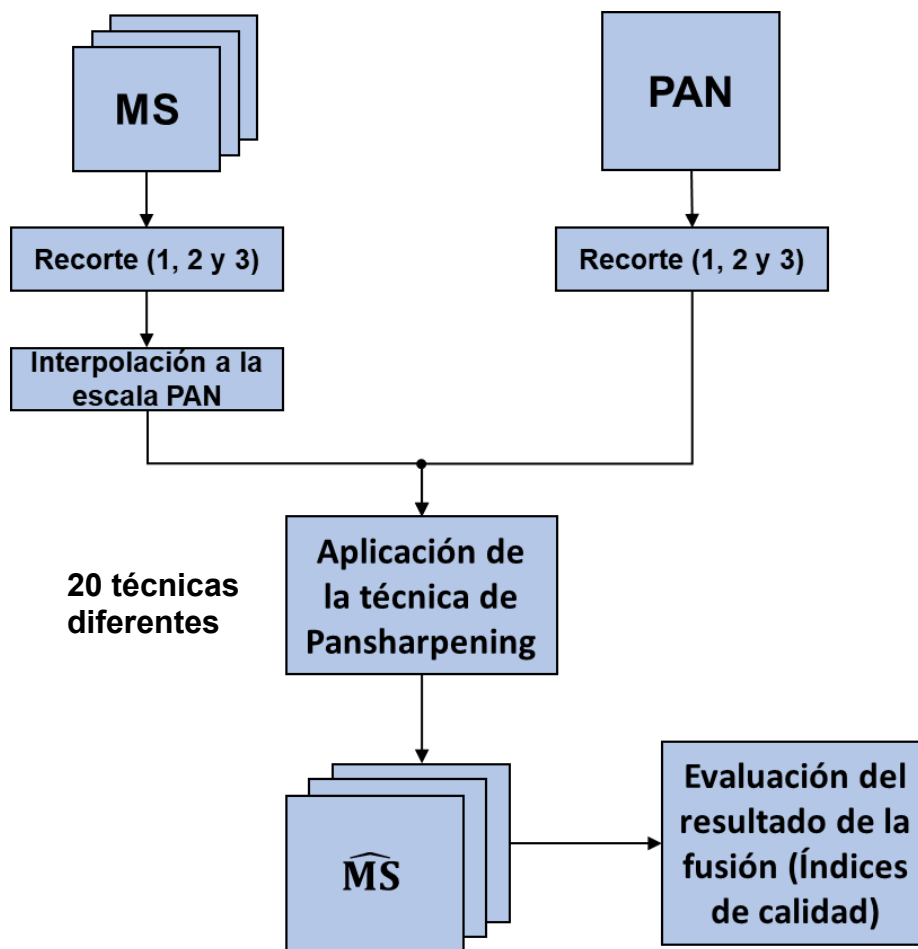 MS
PAN
Recorte (1, 2 y 3)
Recorte (1, 2 y 3)
Interpolación a la
escala PAN
20 técnicas
diferentes
Aplicación de
la técnica de
Pansharpening
M̂S
Evaluación del
resultado de la
fusión (Índices
de calidad)